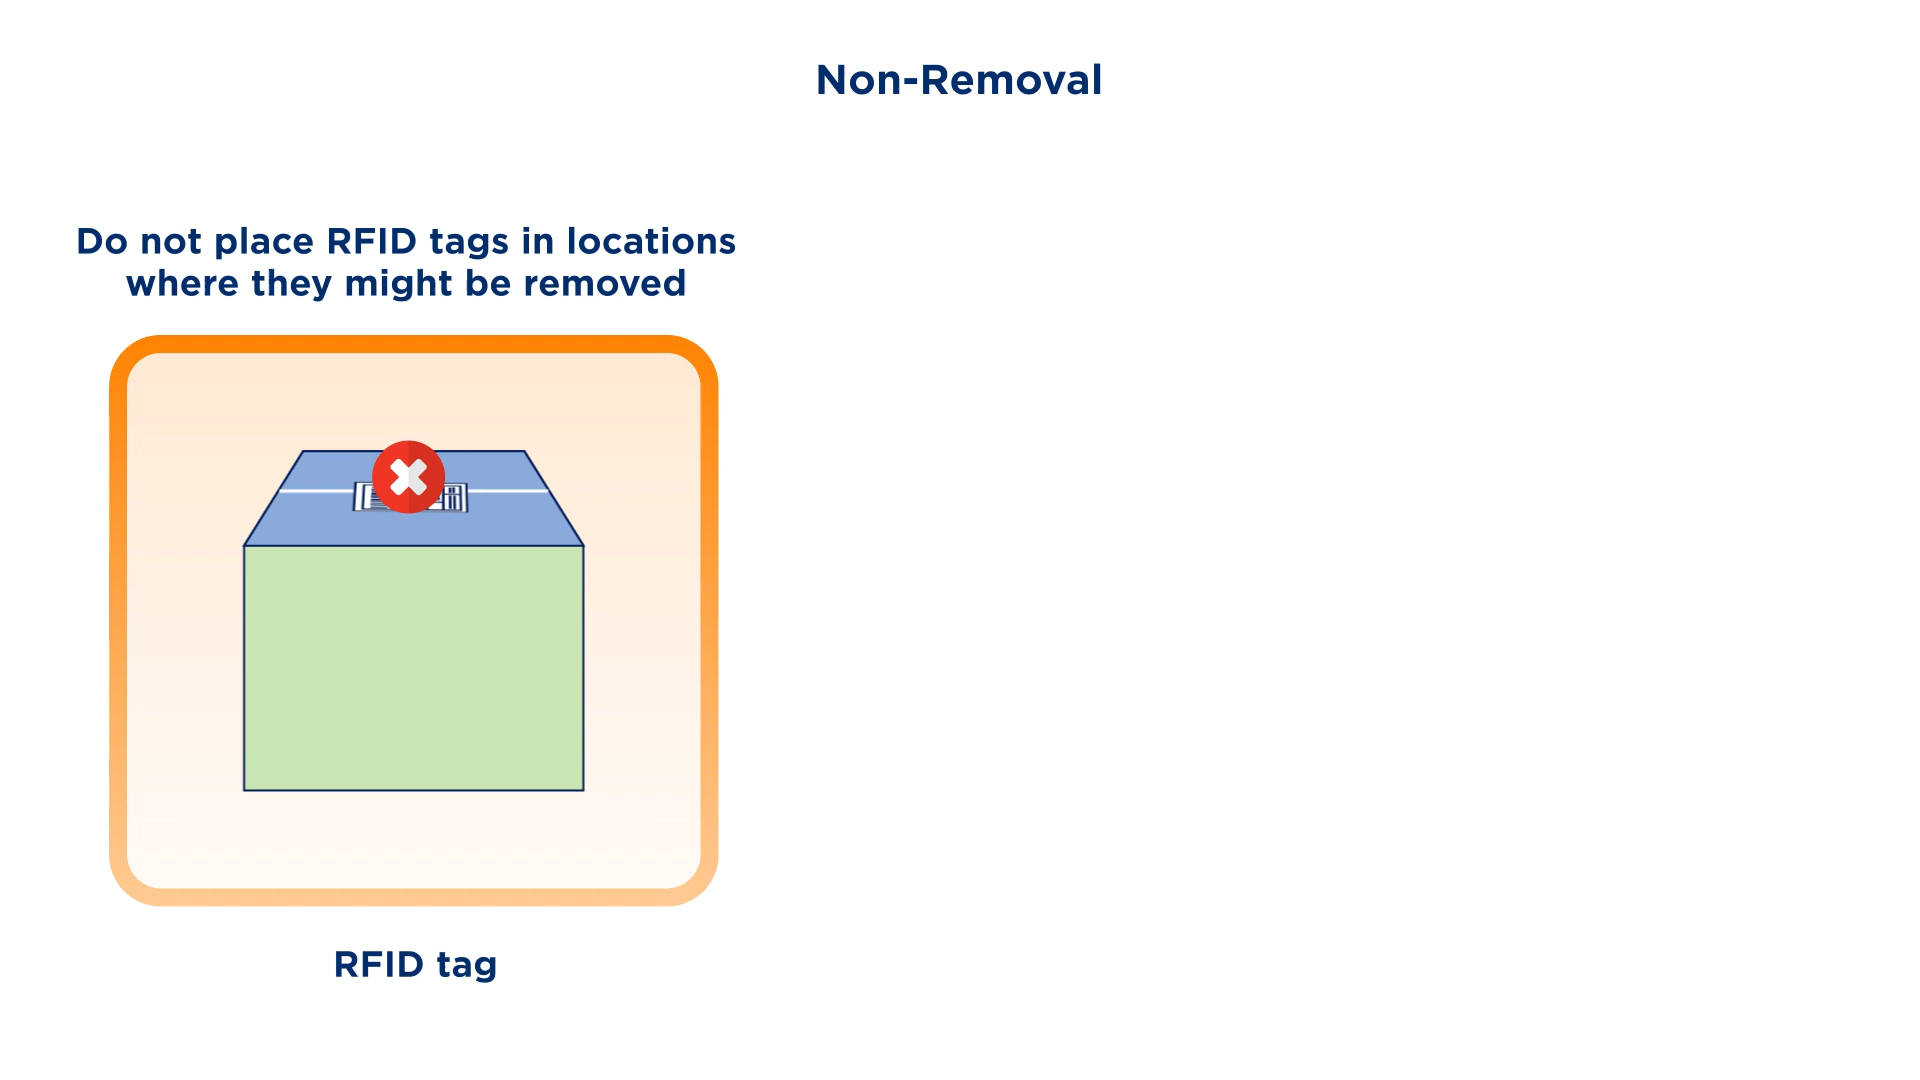 Non-Removal
Do not place RFID tags in locations
where they might be removed
RFID tag